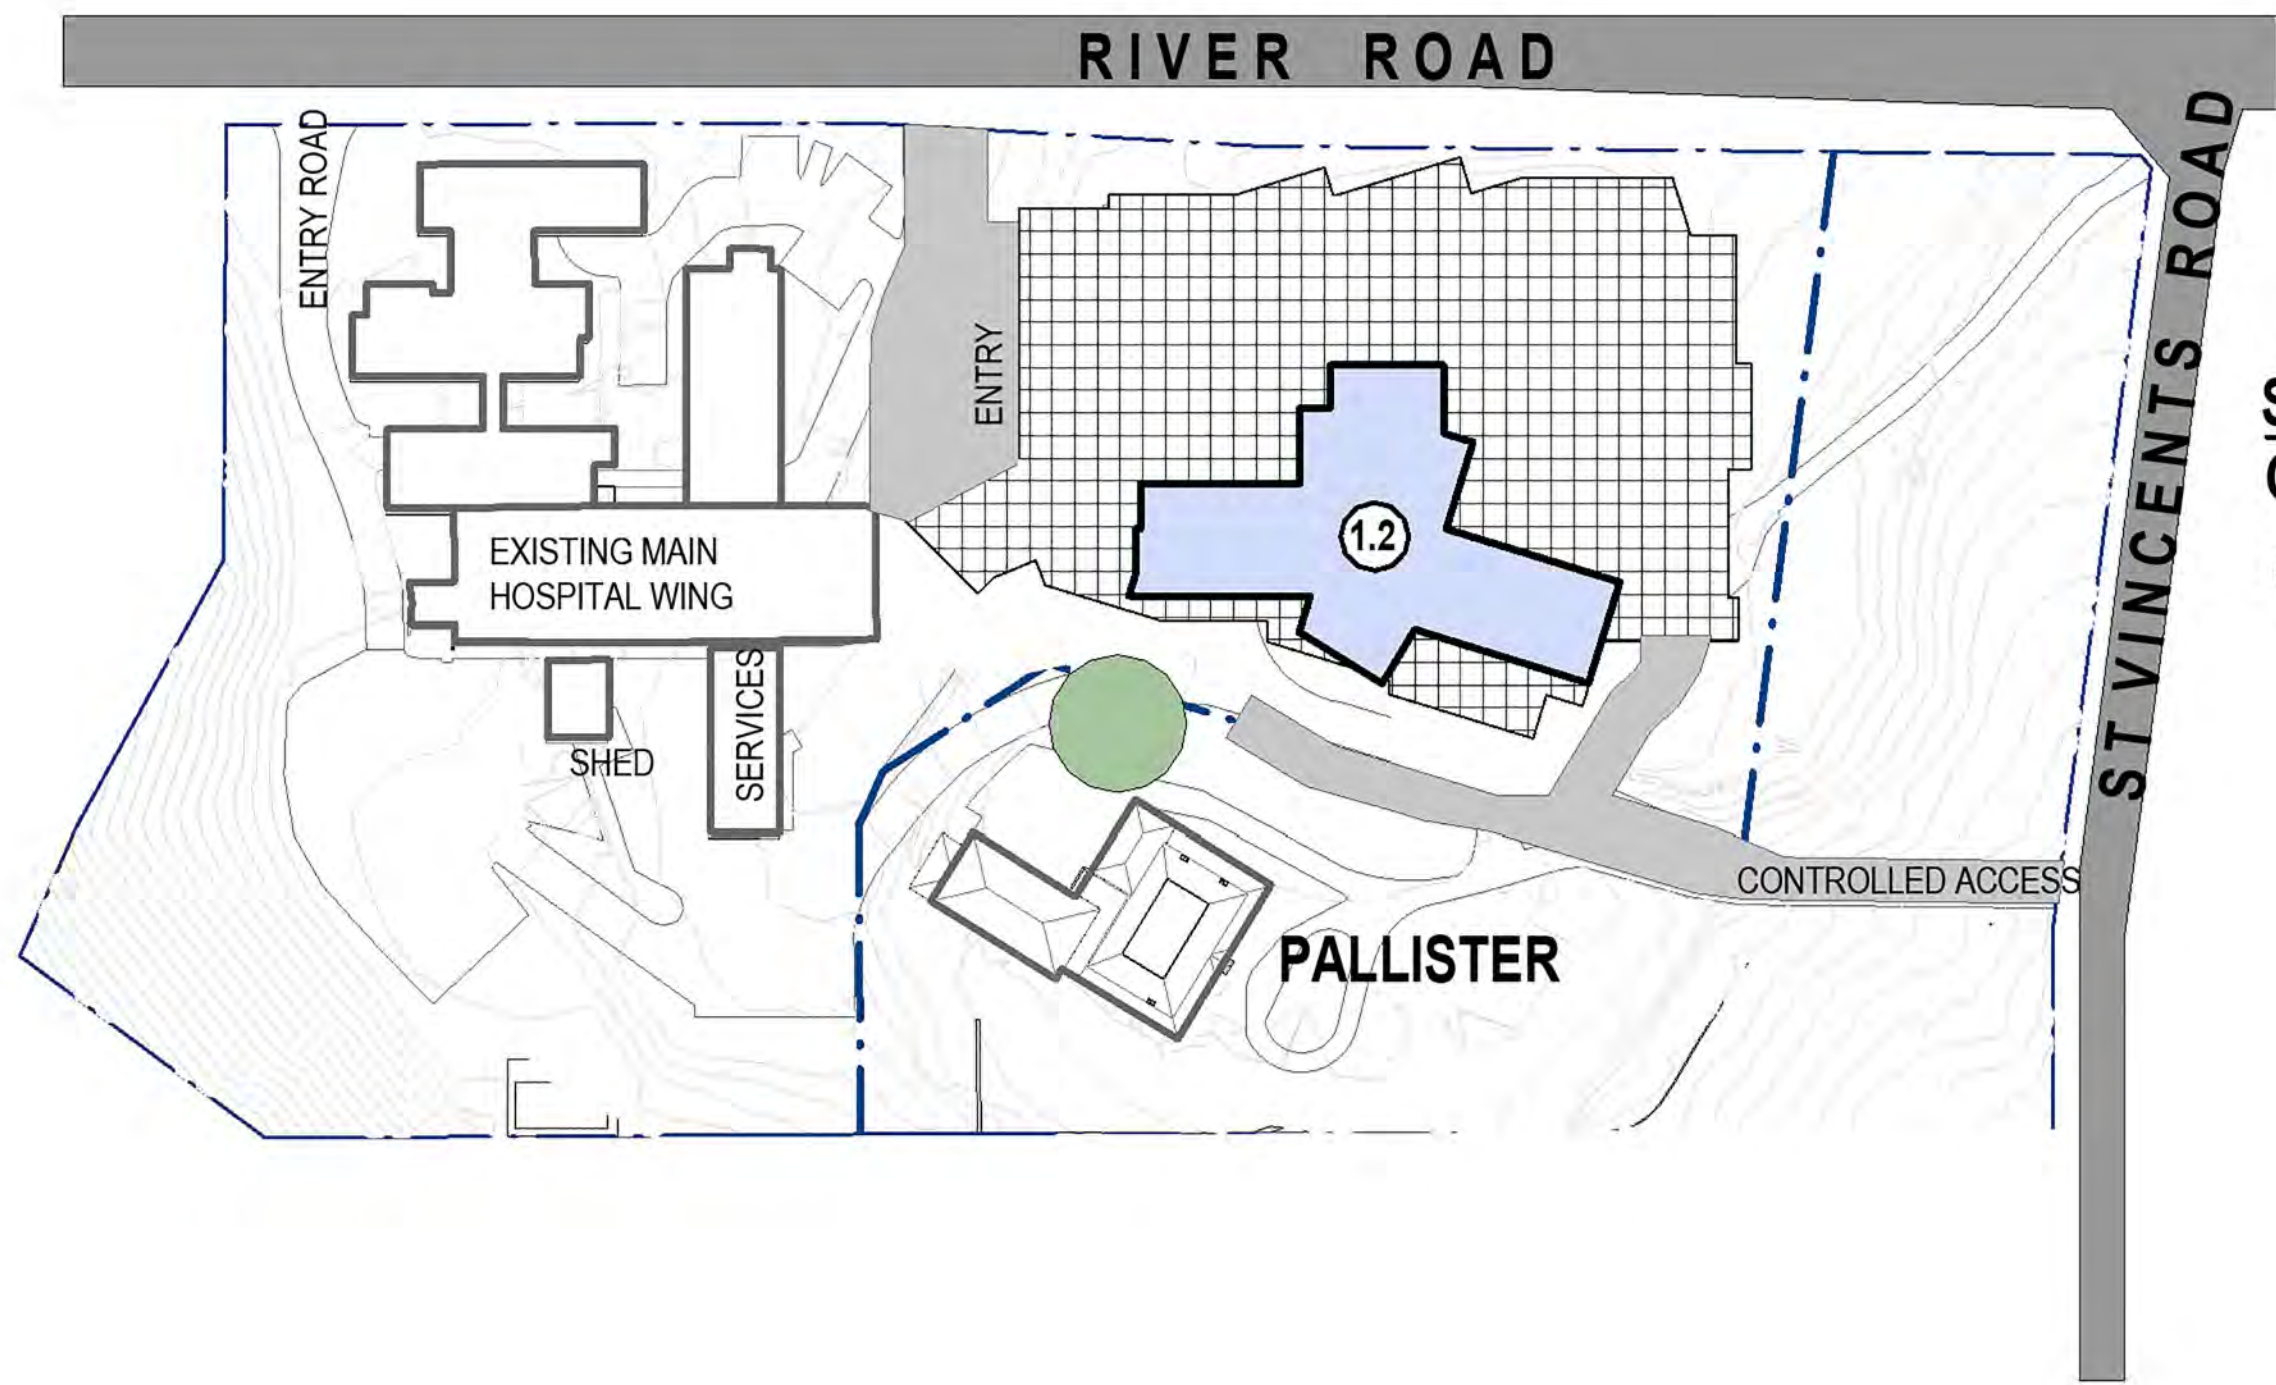 RIVER ROAD
ENTRY ROAD
ENTRY
1.2
EXISTING MAIN
HOSPITAL WING
SERVICES
SHED
ST VINCENTS ROAD
CONTROLLED ACCESS
PALLISTER